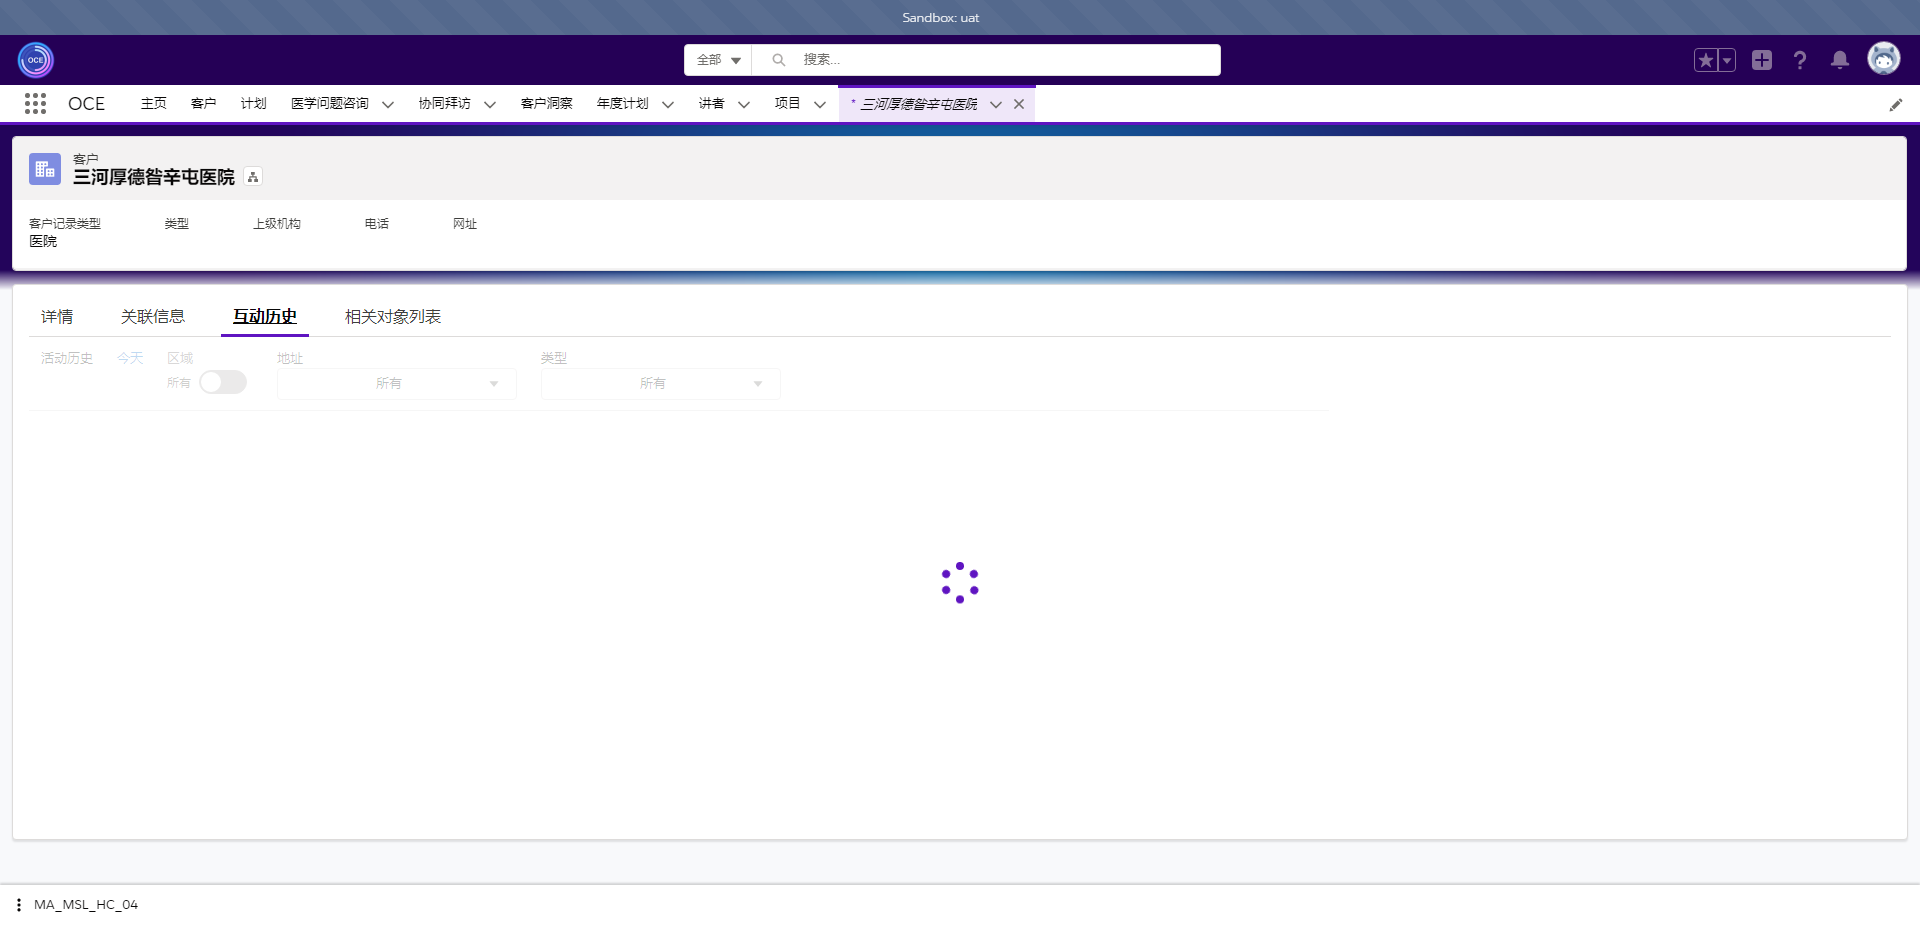 Sandbox: uat
OCE
全部
搜索...
OCE
主页
客户
计划
医学问题咨询
协同拜访
客户洞察
年度计划
讲者
项目
* 三河厚德昝辛屯医院
客户
三河厚德昝辛屯医院
客户记录类型
类型
上级机构
电话
网址
医院
详情
关联信息
互动历史
相关对象列表
活动历史
今天
区域
地址
类型
所有
所有
所有
MA_MSL_HC_04